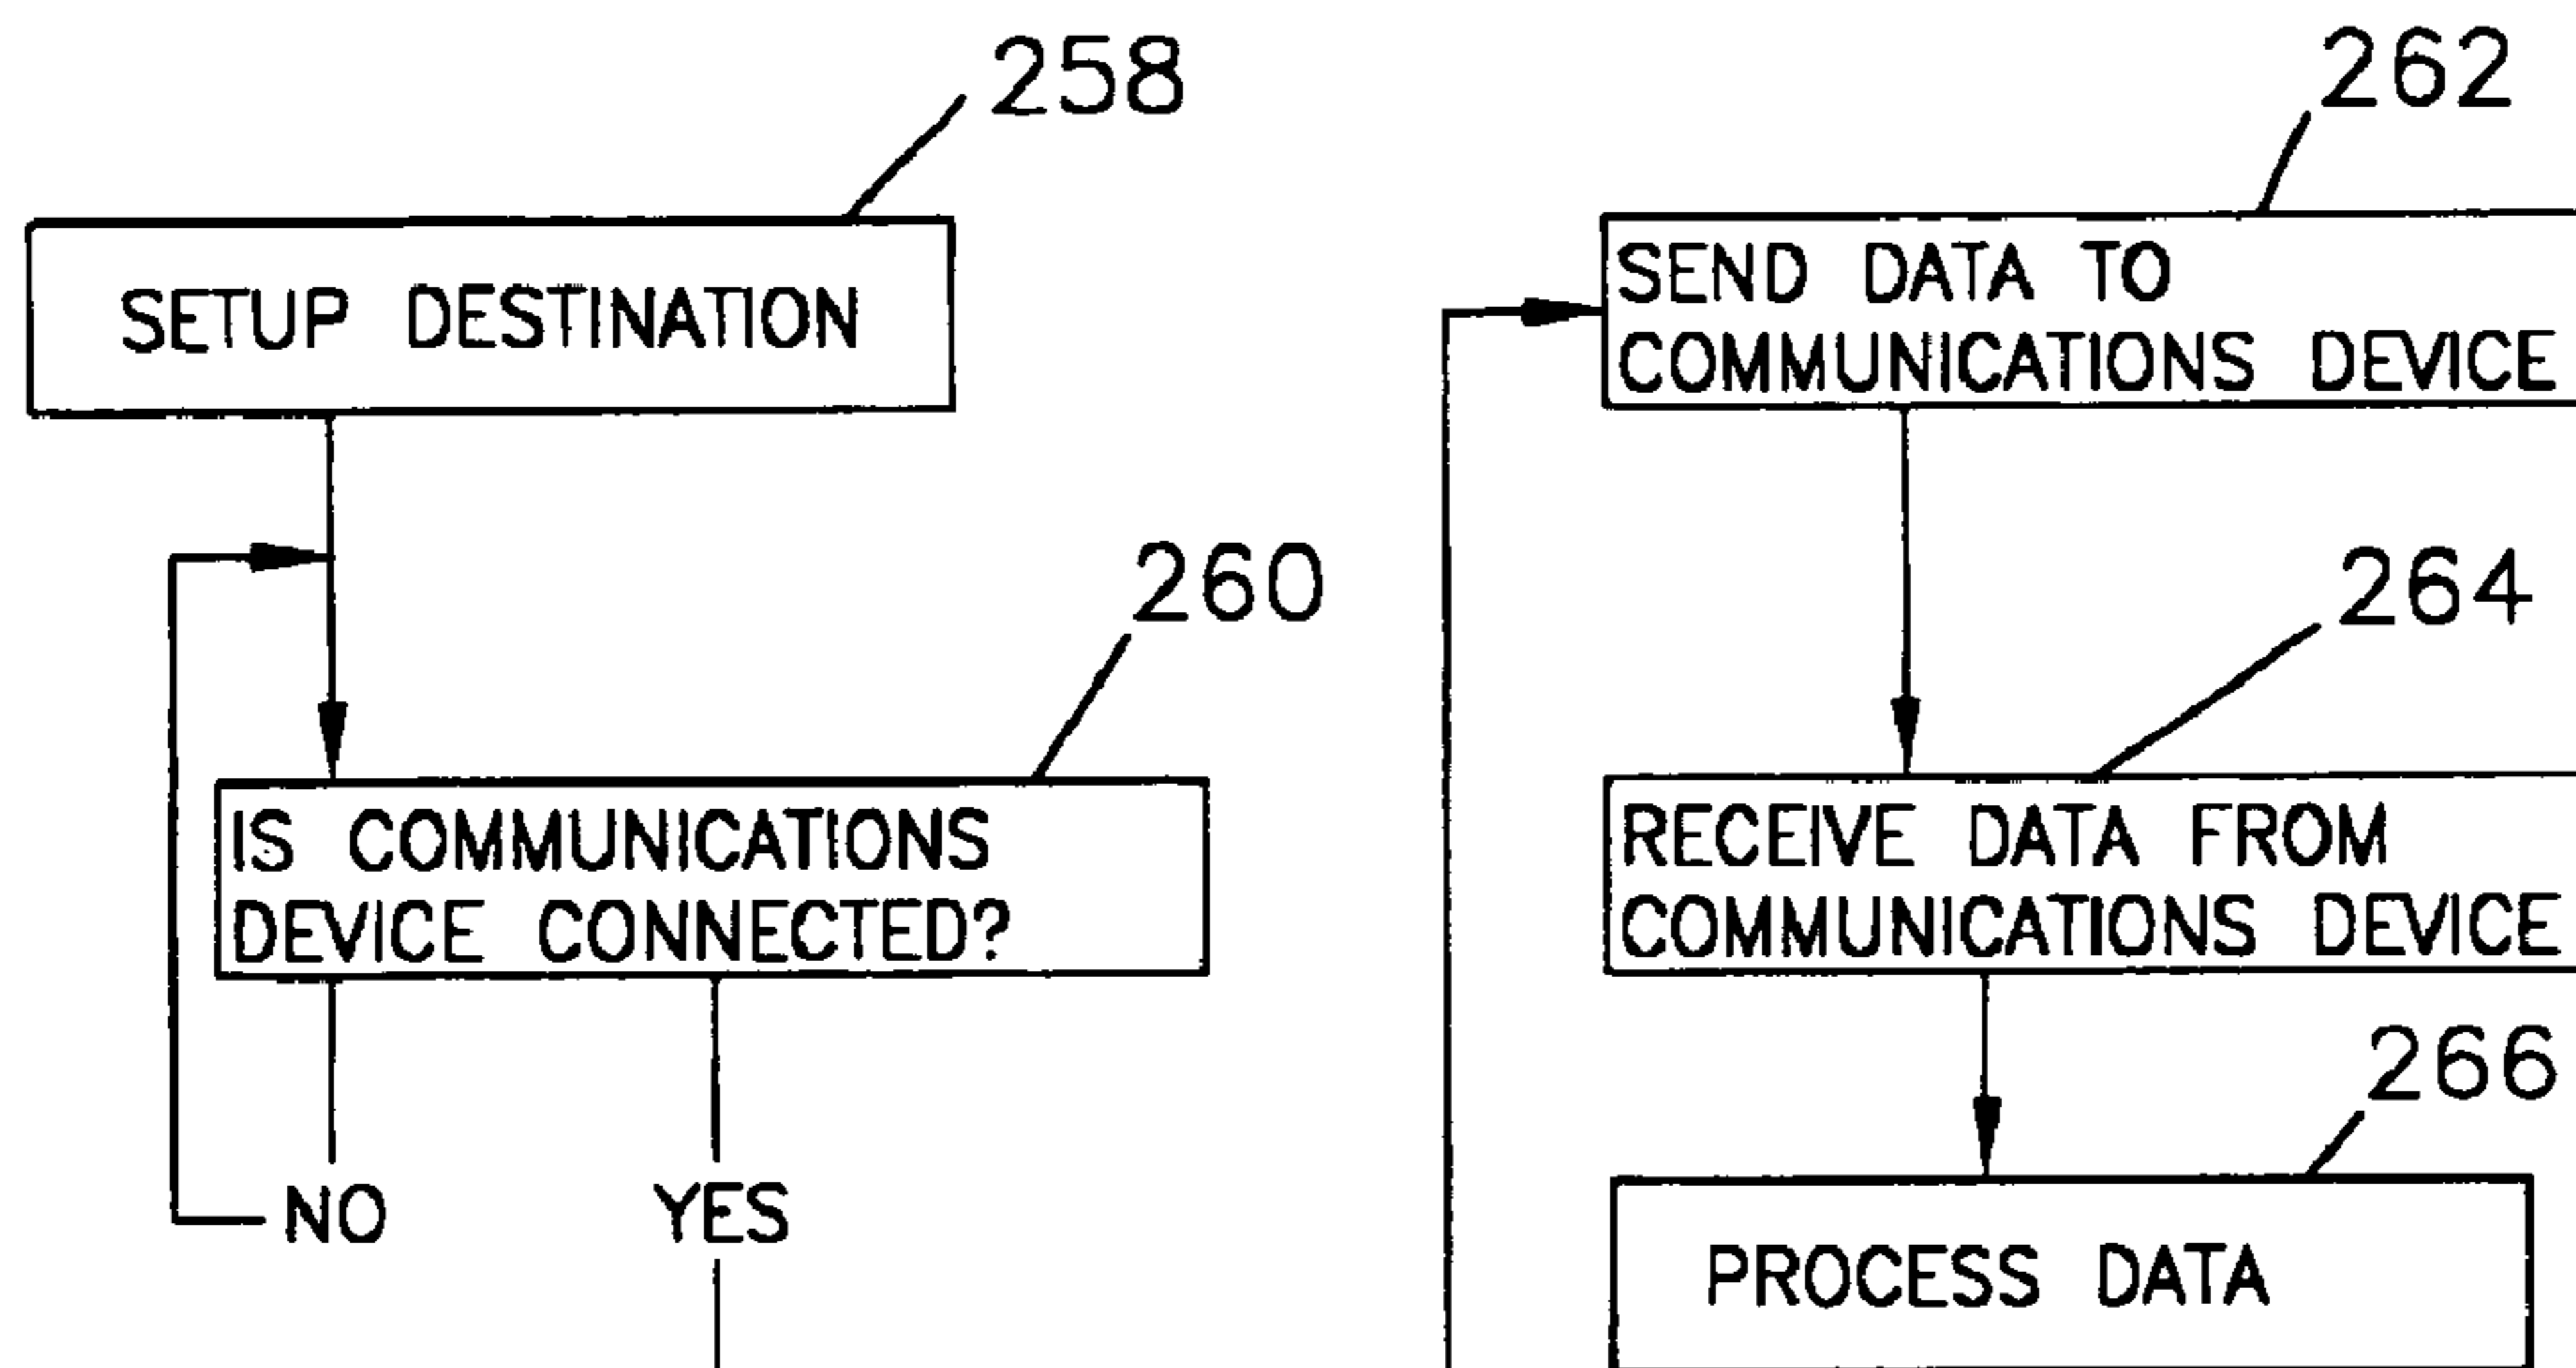 258
SETUP DESTINATION
260
IS COMMUNICATIONS
DEVICE CONNECTED?
NO
YES
262
SEND DATA TO
COMMUNICATIONS DEVICE
264
RECEIVE DATA FROM
COMMUNICATIONS DEVICE
266
PROCESS DATA